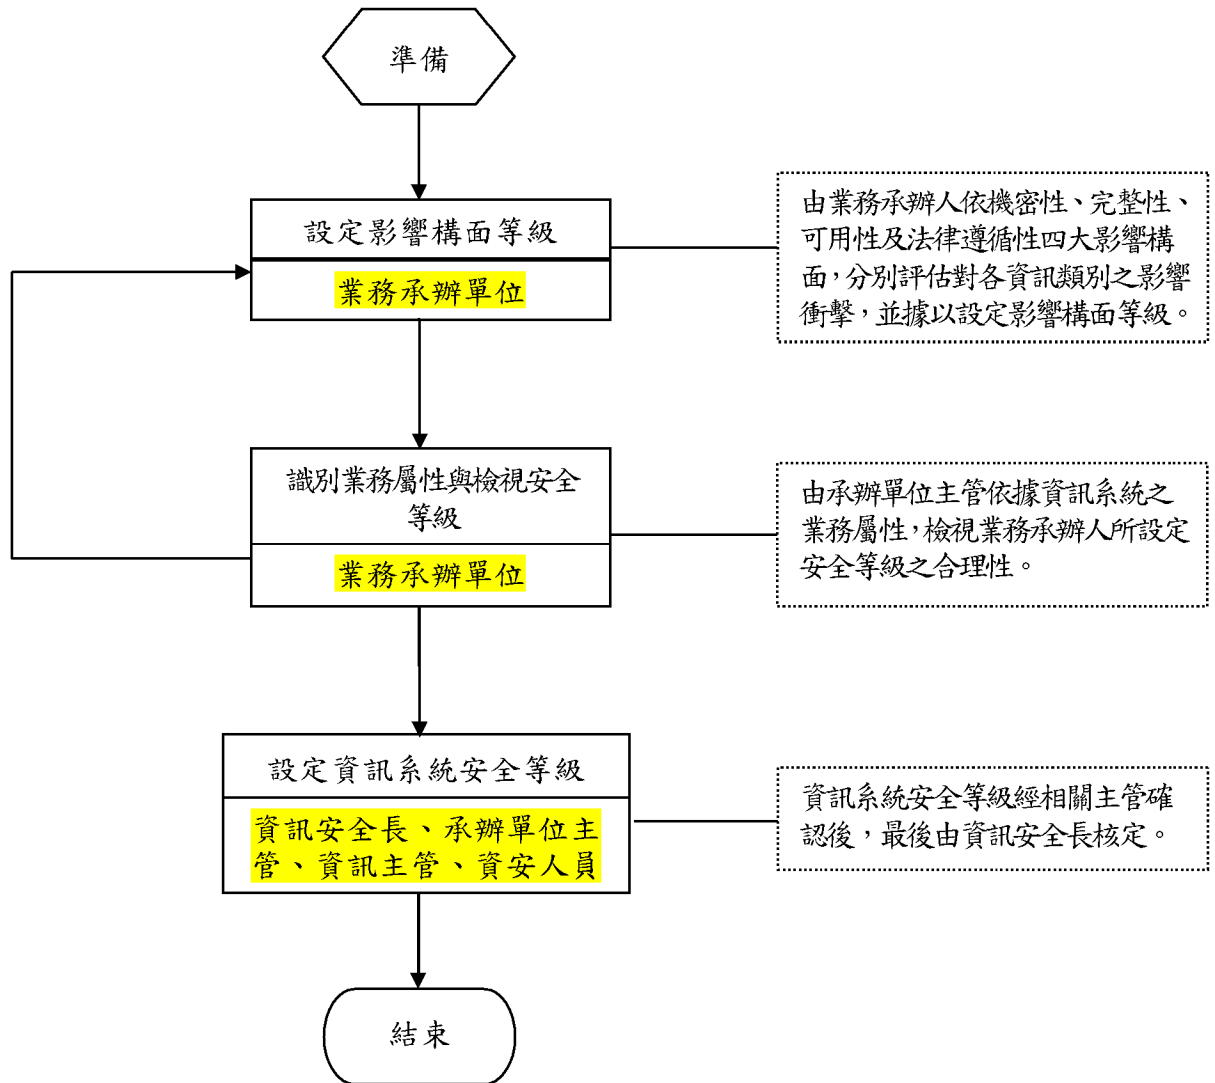 準備
設定影響構面等級
業務承辦單位
由業務承辦人依機密性、完整性、
可用性及法律遵循性四大影響構
面，分別評估對各資訊類別之影響
衝擊，並據以設定影響構面等級。
識別業務屬性與檢視安全
等級
業務承辦單位
由承辦單位主管依據資訊系統之
業務屬性，檢視業務承辦人所設定
安全等級之合理性。
設定資訊系統安全等級
資訊安全長、承辦單位主
管、資訊主管、資安人員
資訊系統安全等級經相關主管確
認後，最後由資訊安全長核定。
結束